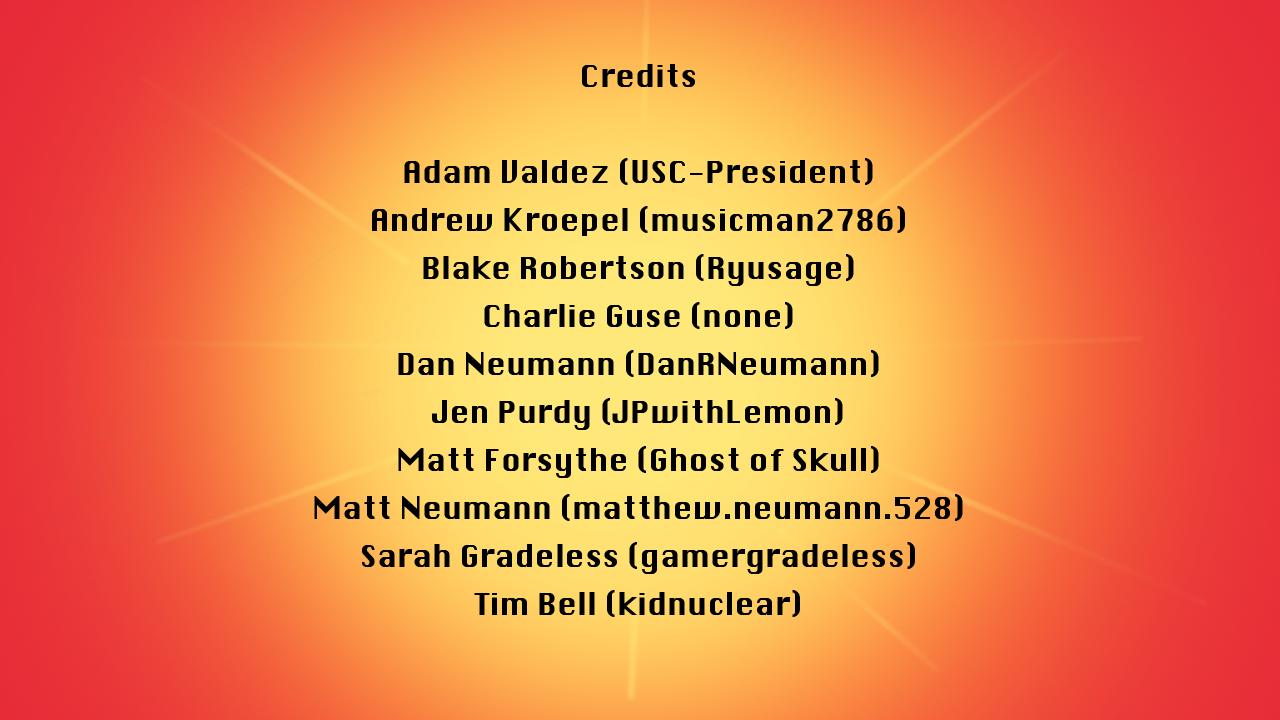 Credits
Adam Valdez (USC-President)
Andrew Kroepel (musicman2786)
Blake Robertson (Ryusage)
Charlie Guse (none)
Dan Neumann (DanRNeumann)
Jen Purdy (JPwithLemon)
Matt Forsythe (Ghost of Skull)
Matt Neumann (matthew.neumann.528)
Sarah Gradeless (gamergradeless)
Tim Bell (kidnuclear)